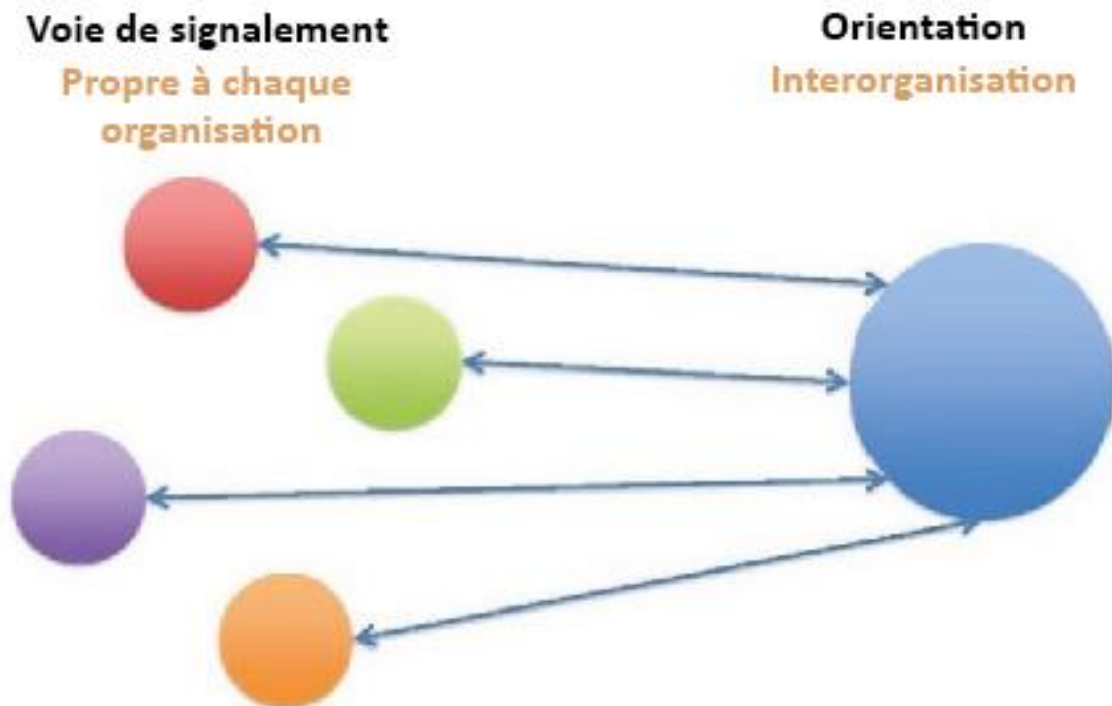 Voie de signalement
Propre à chaque
organisation
Orientation
Interorganisation